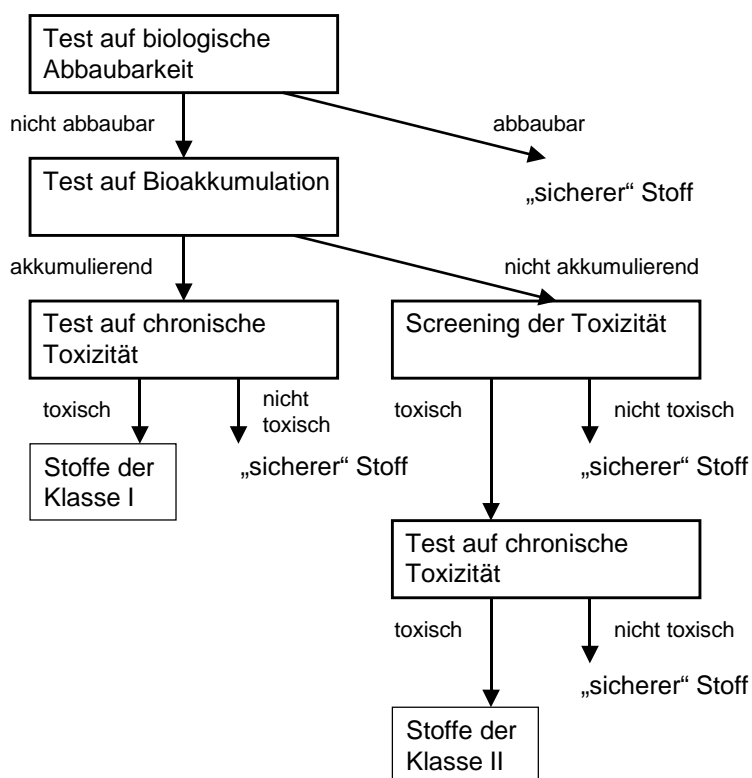 Test auf biologische
Abbaubarkeit
nicht abbaubar
abbaubar
Test auf Bioakkumulation
„sicherer“ Stoff
akkumulierend
nicht akkumulierend
Test auf chronische
Toxizität
Screening der Toxizität
toxisch
nicht
toxisch
toxisch
nicht toxisch
Stoffe der
Klasse I
„sicherer“ Stoff
„sicherer“ Stoff
Test auf chronische
Toxizität
toxisch
nicht toxisch
„sicherer“ Stoff
Stoffe der
Klasse II